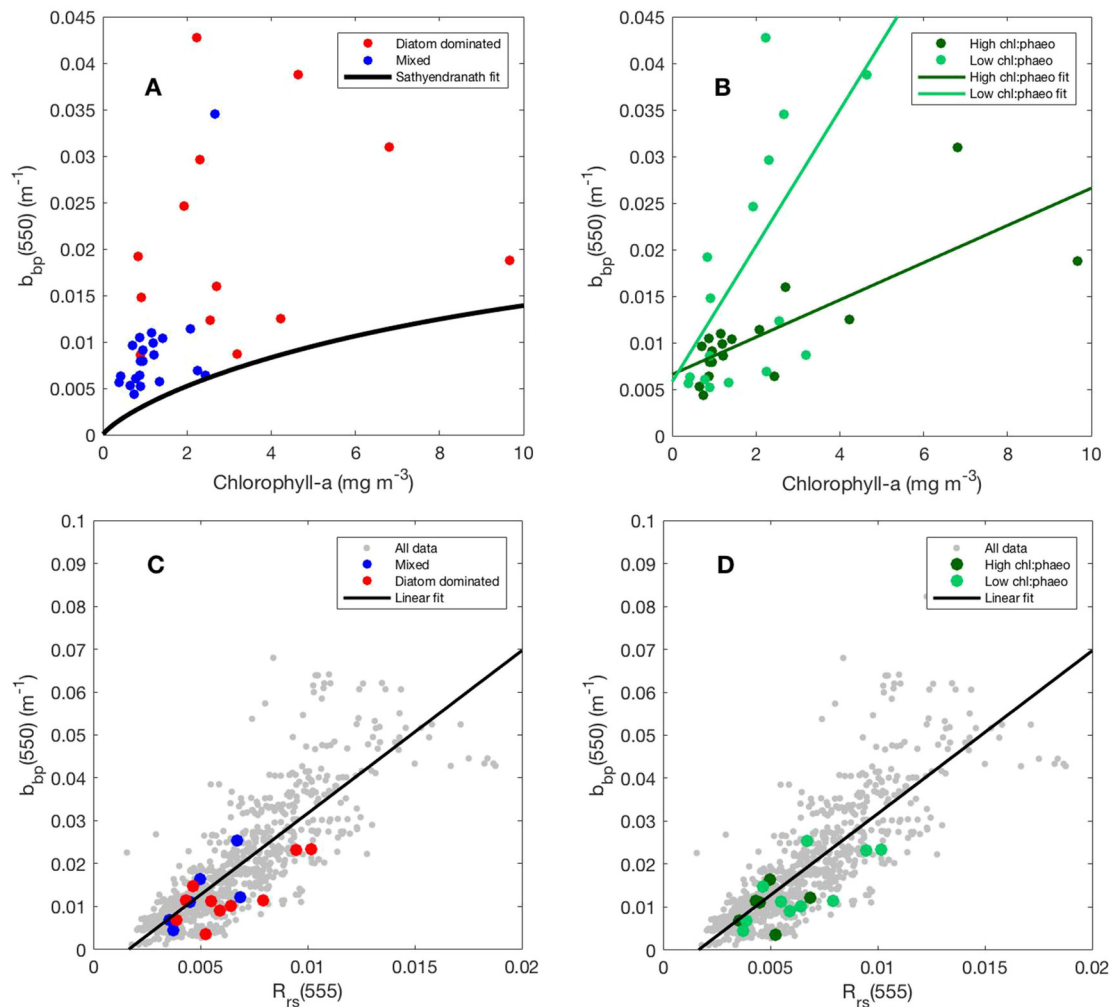 A
Diatom dominated
Mixed
Sathyendranath fit
0.045
0.04
0.035
0.03
0.025
0.02
0.015
0.01
0.005
0
b_bp(550) (m⁻¹)
0 2 4 6 8 10
Chlorophyll-a (mg m⁻³)
B
High chl:phaeo
Low chl:phaeo
High chl:phaeo fit
Low chl:phaeo fit
0.045
0.04
0.035
0.03
0.025
0.02
0.015
0.01
0.005
0
b_bp(550) (m⁻¹)
0 2 4 6 8 10
Chlorophyll-a (mg m⁻³)
C
All data
Mixed
Diatom dominated
Linear fit
0.1
0.09
0.08
0.07
0.06
0.05
0.04
0.03
0.02
0.01
0
b_bp(550) (m⁻¹)
0 0.005 0.01 0.015 0.02
R_rs(555)
D
All data
High chl:phaeo
Low chl:phaeo
Linear fit
0.1
0.09
0.08
0.07
0.06
0.05
0.04
0.03
0.02
0.01
0
b_bp(550) (m⁻¹)
0 0.005 0.01 0.015 0.02
R_rs(555)